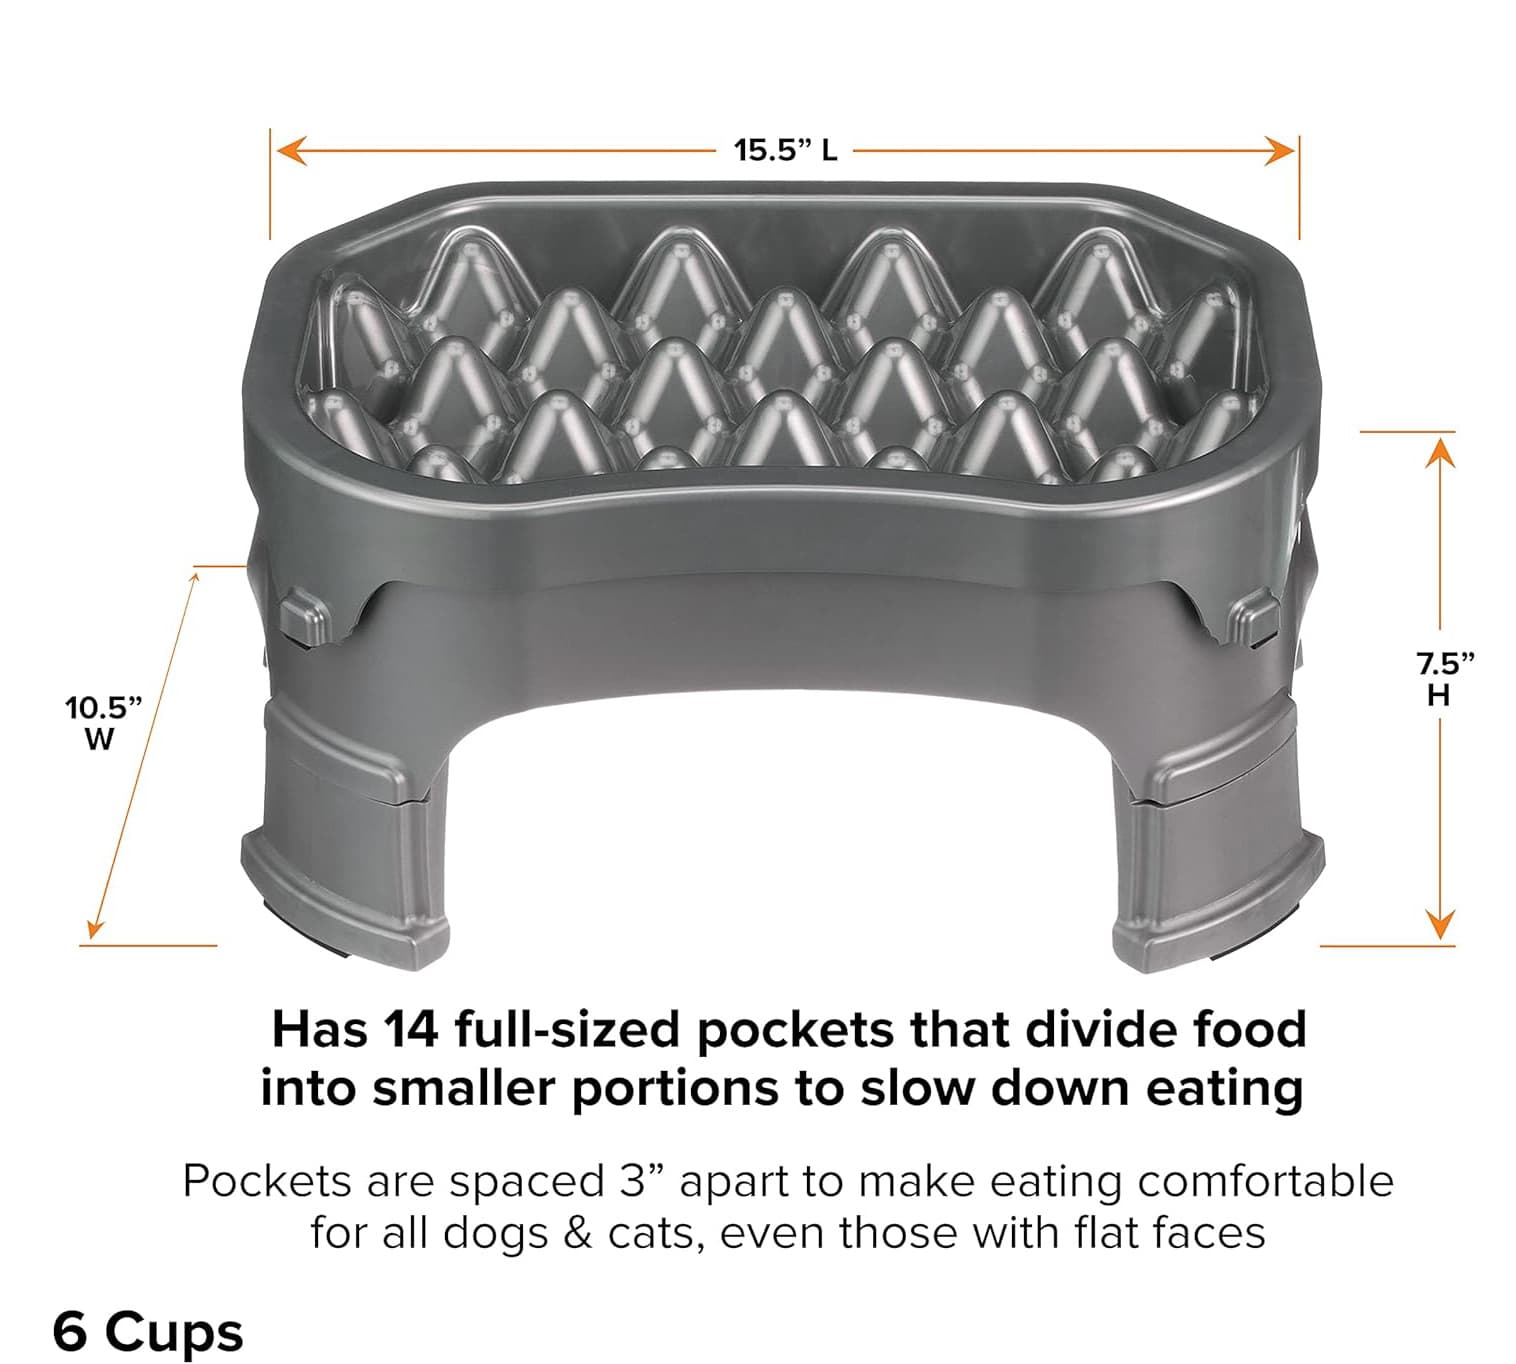 15.5” L
10.5”
W
7.5”
H
Has 14 full-sized pockets that divide food
into smaller portions to slow down eating
Pockets are spaced 3” apart to make eating comfortable
for all dogs & cats, even those with flat faces
6 Cups